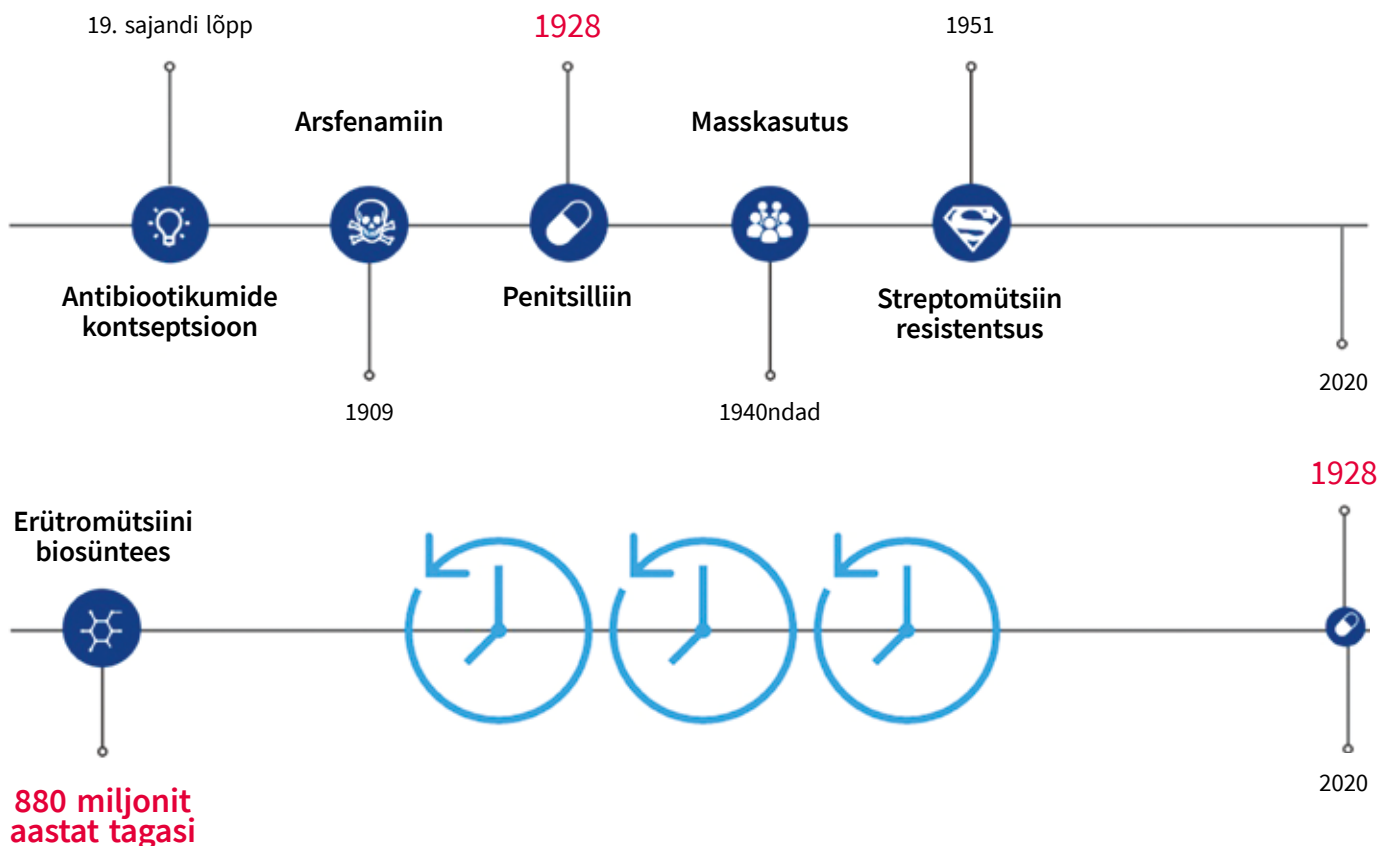 19. sajandi lõpp
1928
1951
Arsfenamiin
Masskasutus
Antibiootikumide
kontseptsioon
Penitsilliin
Streptomütsiin
resistentsus
1909
1940ndad
2020
1928
Erütromütsiini
biosüntees
880 miljonit
aastat tagasi
2020